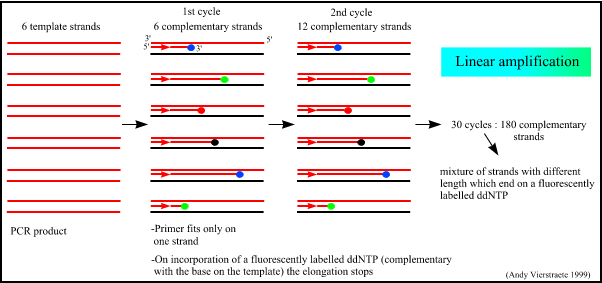 6 template strands
1st cycle
6 complementary strands
2nd cycle
12 complementary strands
3'
5'
5'
3'
Linear amplification
30 cycles : 180 complementary
strands
mixture of strands with different
length which end on a fluorescently
labelled ddNTP
PCR product
-Primer fits only on
one strand
-On incorporation of a fluorescently labelled ddNTP (complementary
with the base on the template) the elongation stops
(Andy Vierstraete 1999)